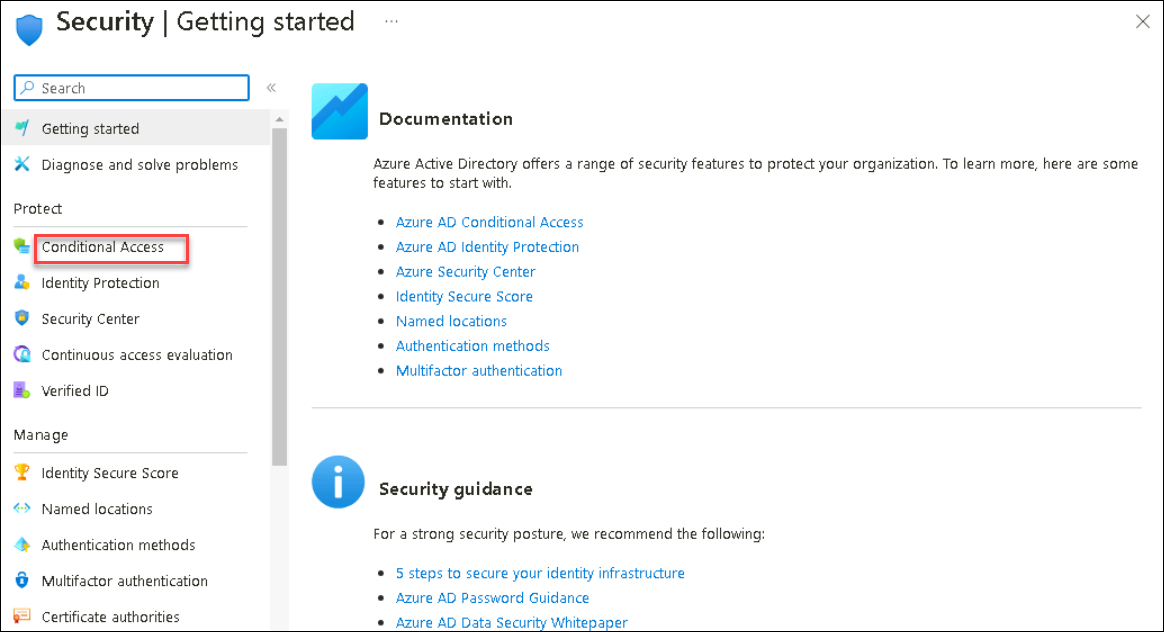 Security | Getting started ...
Search
«
Getting started
Diagnose and solve problems
Protect
Conditional Access
Identity Protection
Security Center
Continuous access evaluation
Verified ID
Manage
Identity Secure Score
Named locations
Authentication methods
Multifactor authentication
Certificate authorities
Documentation
Azure Active Directory offers a range of security features to protect your organization. To learn more, here are some
features to start with.
• Azure AD Conditional Access
• Azure AD Identity Protection
• Azure Security Center
• Identity Secure Score
• Named locations
• Authentication methods
• Multifactor authentication
Security guidance
For a strong security posture, we recommend the following:
• 5 steps to secure your identity infrastructure
• Azure AD Password Guidance
• Azure AD Data Security Whitepaper